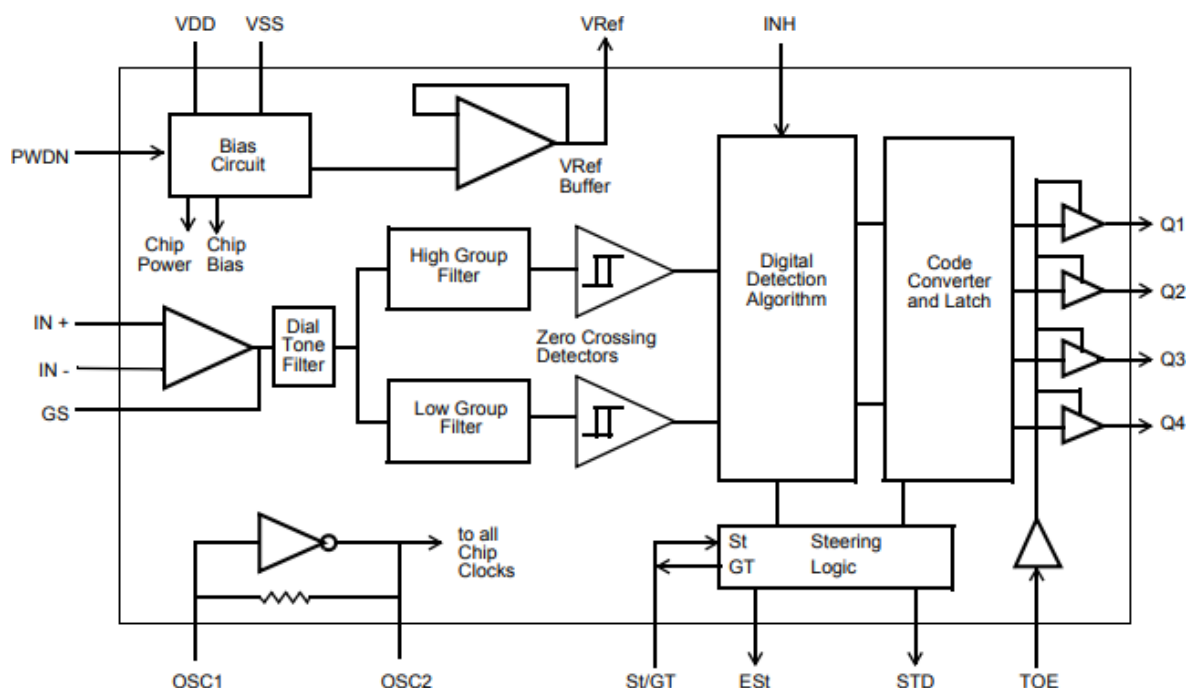 VDD VSS VRef INH
PWDN
Bias
Circuit
VRef
Buffer
Chip
Power
Chip
Bias
High Group
Filter
Digital
Detection
Algorithm
Code
Converter
and Latch
Q1
Q2
Q3
Q4
IN +
IN -
GS
Dial
Tone
Filter
Zero Crossing
Detectors
Low Group
Filter
to all
Chip
Clocks
St Steering
GT Logic
OSC1 OSC2 St/GT ESt STD TOE